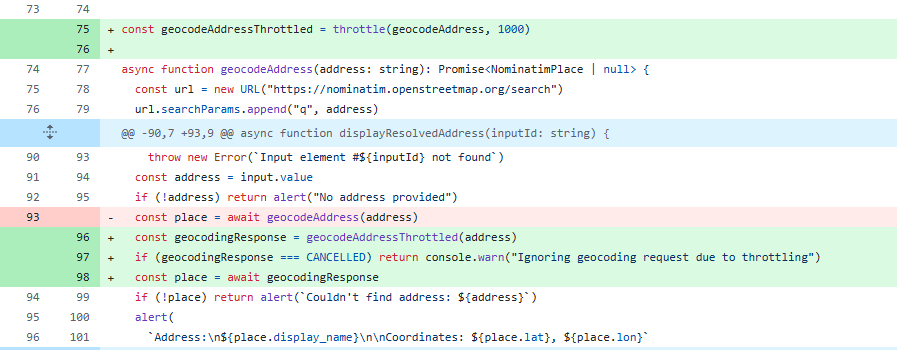 73 74
75 + const geocodeAddressThrottled = throttle(geocodeAddress, 1000)
76 +
74 77 async function geocodeAddress(address: string): Promise<NominatimPlace | null> {
75 78 const url = new URL("https://nominatim.openstreetmap.org/search")
76 79 url.searchParams.append("q", address)
@@ -90,7 +93,9 @@ async function displayResolvedAddress(inputId: string) {
90 93 throw new Error(`Input element #${inputId} not found`)
91 94 const address = input.value
92 95 if (!address) return alert("No address provided")
93 - const place = await geocodeAddress(address)
96 + const geocodingResponse = geocodeAddressThrottled(address)
97 + if (geocodingResponse === CANCELLED) return console.warn("Ignoring geocoding request due to throttling")
98 + const place = await geocodingResponse
94 99 if (!place) return alert(`Couldn't find address: ${address}`)
95 100 alert(
96 101 `Address:\n${place.display_name}\n\nCoordinates: ${place.lat}, ${place.lon}`